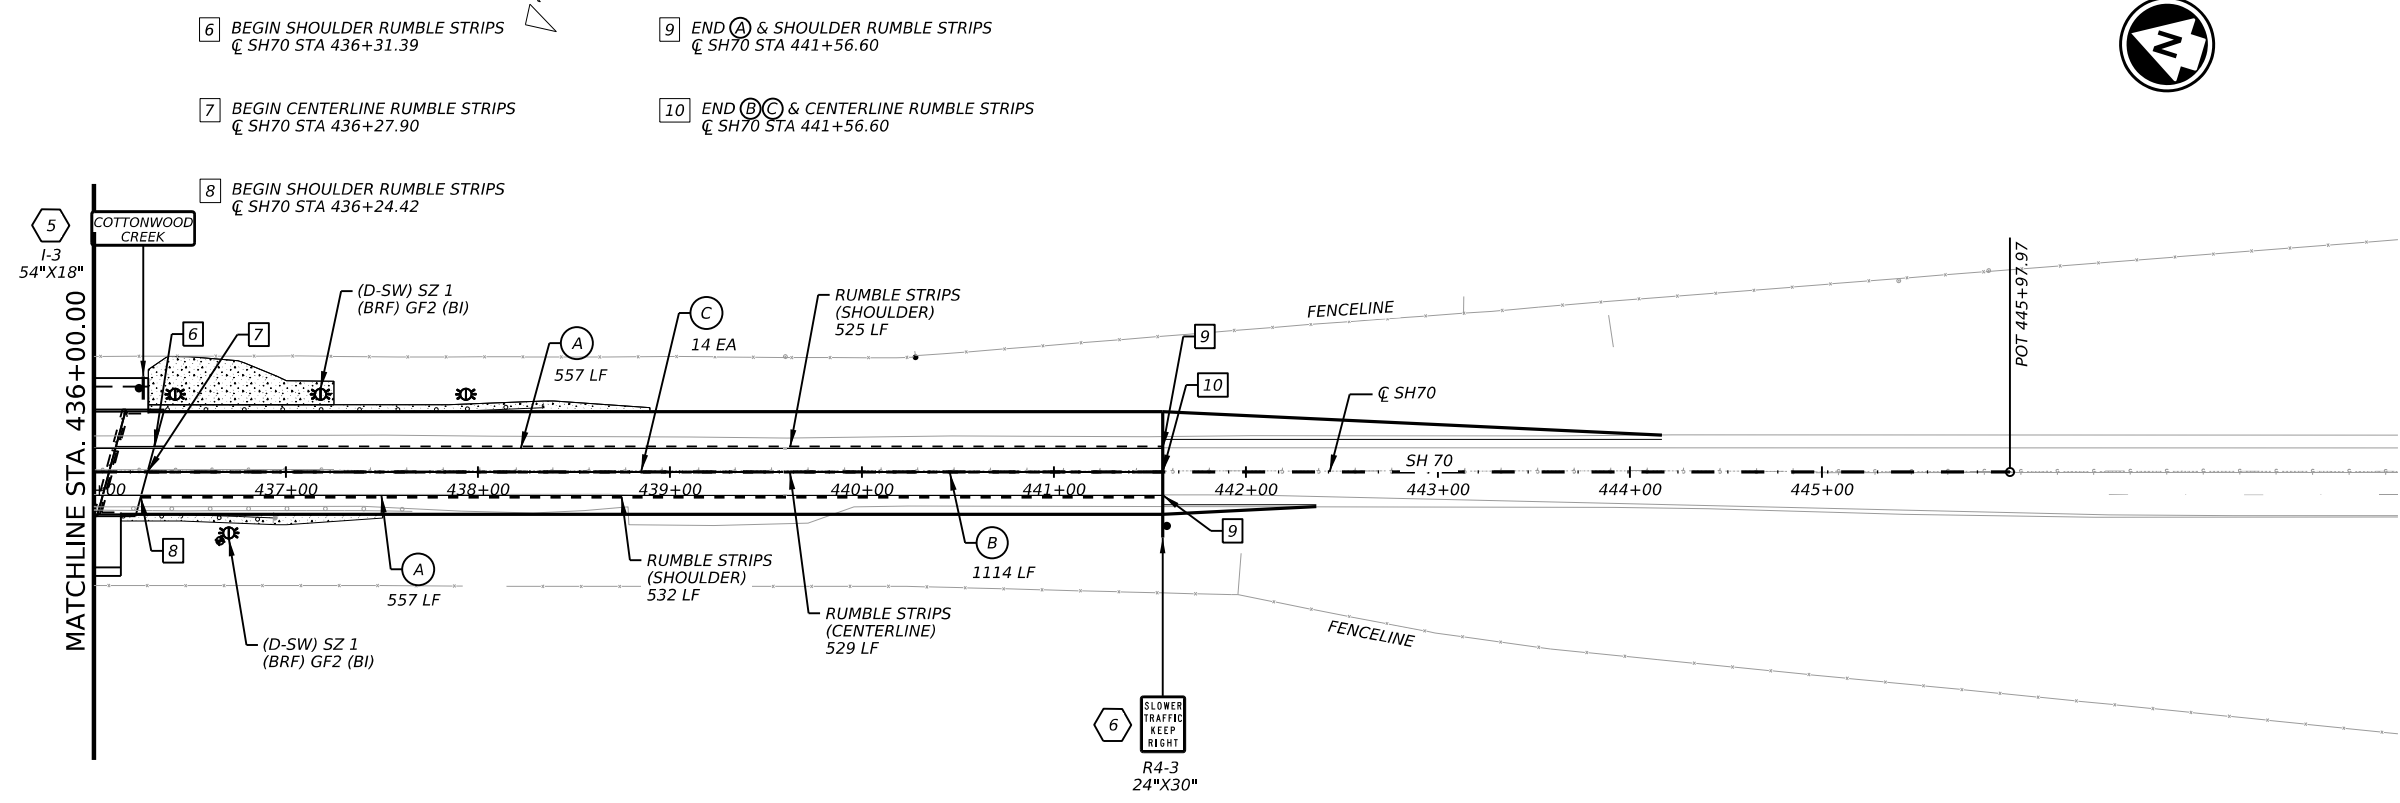 6 BEGIN SHOULDER RUMBLE STRIPS
℄ SH70 STA 436+31.39
7 BEGIN CENTERLINE RUMBLE STRIPS
℄ SH70 STA 436+27.90
8 BEGIN SHOULDER RUMBLE STRIPS
℄ SH70 STA 436+24.42
9 END A & SHOULDER RUMBLE STRIPS
℄ SH70 STA 441+56.60
10 END B C & CENTERLINE RUMBLE STRIPS
℄ SH70 STA 441+56.60
N
5
I-3
54"X18"
COTTONWOOD
CREEK
MATCHLINE STA. 436+00.00
6
7
(D-SW) SZ 1
(BRF) GF2 (BI)
A
557 LF
C
14 EA
RUMBLE STRIPS
(SHOULDER)
525 LF
FENCELINE
9
10
℄ SH70
SH 70
POT 445+97.97
+00
437+00
438+00
439+00
440+00
441+00
442+00
443+00
444+00
445+00
8
A
557 LF
(D-SW) SZ 1
(BRF) GF2 (BI)
RUMBLE STRIPS
(SHOULDER)
532 LF
RUMBLE STRIPS
(CENTERLINE)
529 LF
B
1114 LF
9
FENCELINE
6
SLOWER
TRAFFIC
KEEP
RIGHT
R4-3
24"X30"